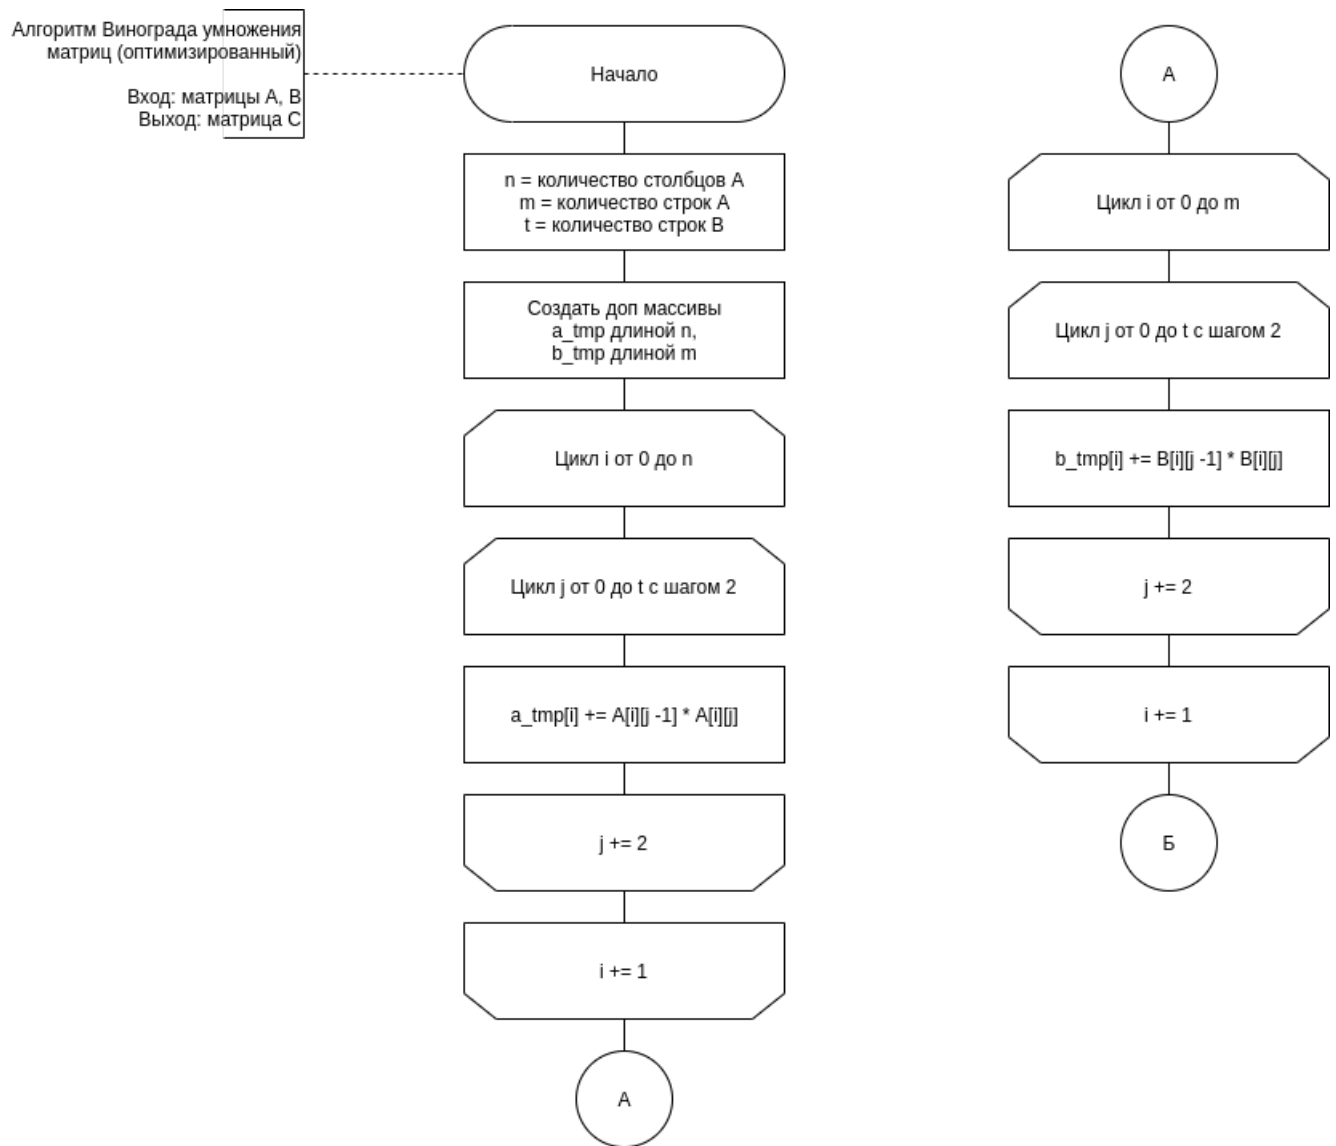 Алгоритм Винограда умножения
матриц (оптимизированный)
Вход: матрицы A, B
Выход: матрица C
Начало
n = количество столбцов A
m = количество строк A
t = количество строк B
Создать доп массивы
a_tmp длиной n,
b_tmp длиной m
Цикл i от 0 до n
Цикл j от 0 до t с шагом 2
a_tmp[i] += A[i][j -1] * A[i][j]
j += 2
i += 1
А
А
Цикл i от 0 до m
Цикл j от 0 до t с шагом 2
b_tmp[i] += B[i][j -1] * B[i][j]
j += 2
i += 1
Б